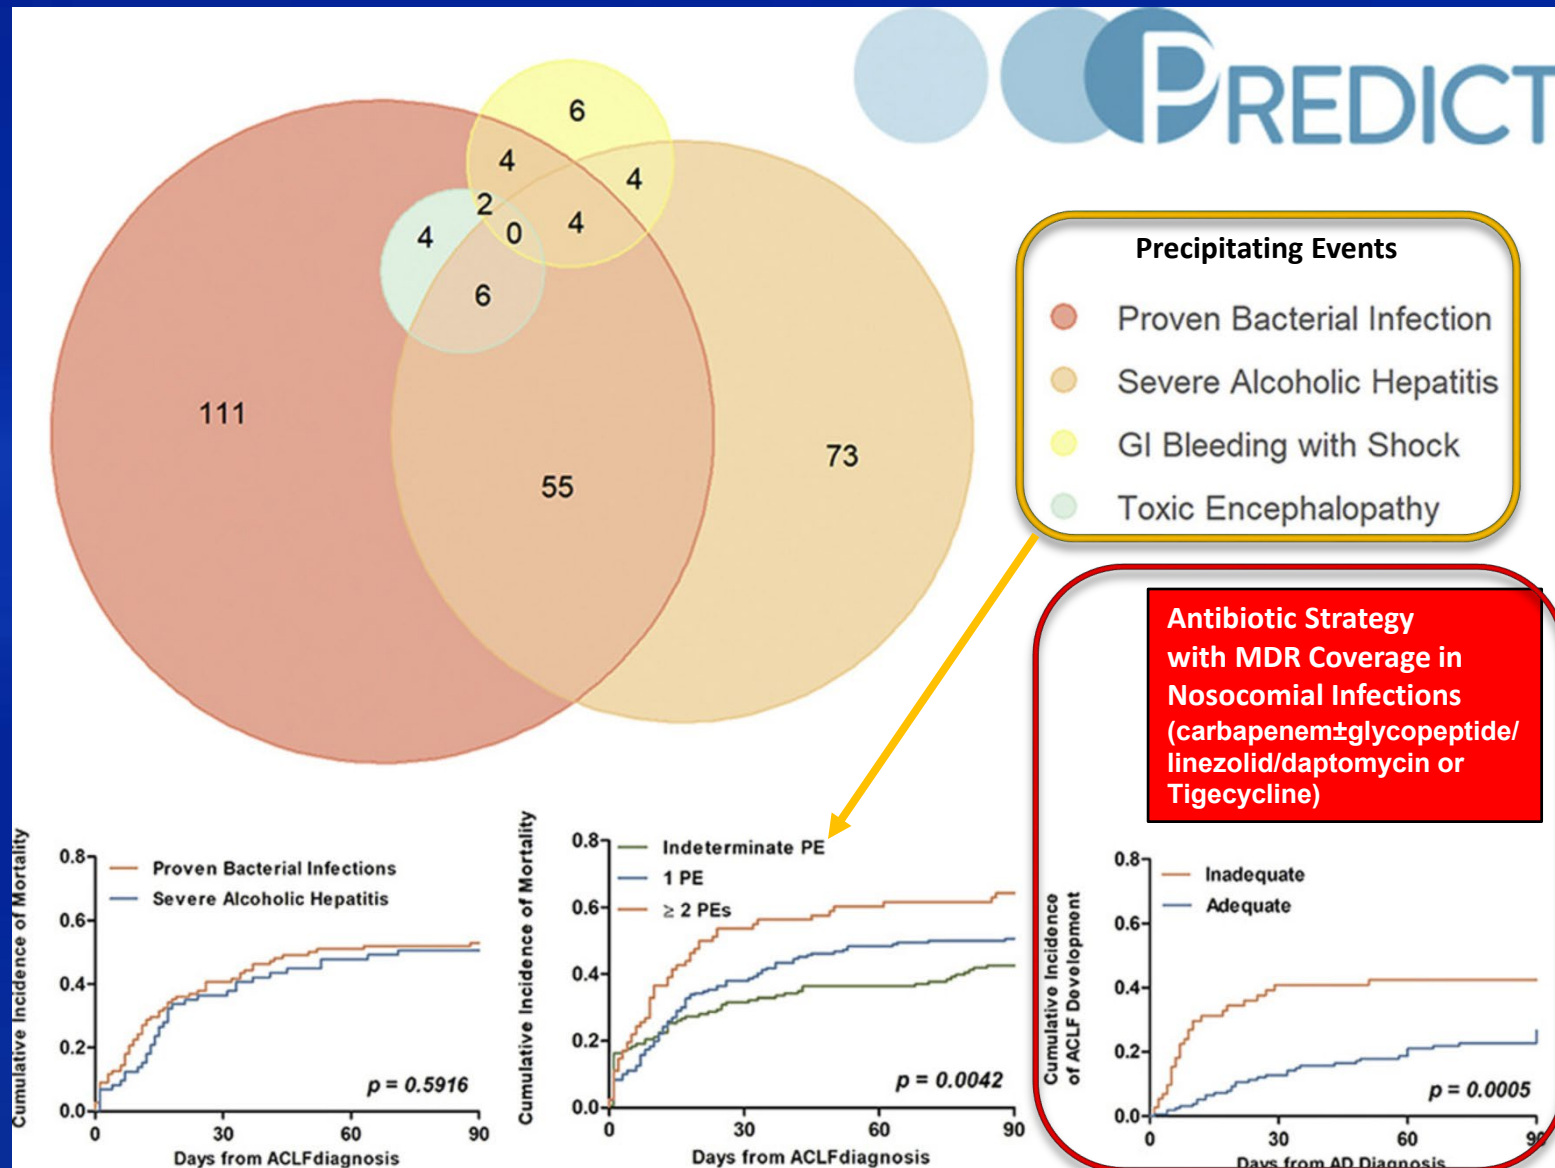 PREDICT
6
4
4
2
0
4
4
6
111
55
73
Precipitating Events
Proven Bacterial Infection
Severe Alcoholic Hepatitis
GI Bleeding with Shock
Toxic Encephalopathy
Antibiotic Strategy
with MDR Coverage in
Nosocomial Infections
(carbapenem±glycopeptide/
linezolid/daptomycin or
Tigecycline)
Cumulative Incidence of Mortality
0.8
0.6
0.4
0.2
0.0
Proven Bacterial Infections
Severe Alcoholic Hepatitis
p = 0.5916
0 30 60 90
Days from ACLFdiagnosis
Cumulative Incidence of Mortality
0.8
0.6
0.4
0.2
0.0
Indeterminate PE
1 PE
≥ 2 PEs
p = 0.0042
0 30 60 90
Days from ACLFdiagnosis
Cumulative Incidence
of ACLF Development
0.8
0.6
0.4
0.2
0.0
Inadequate
Adequate
p = 0.0005
0 30 60 90
Days from AD Diagnosis